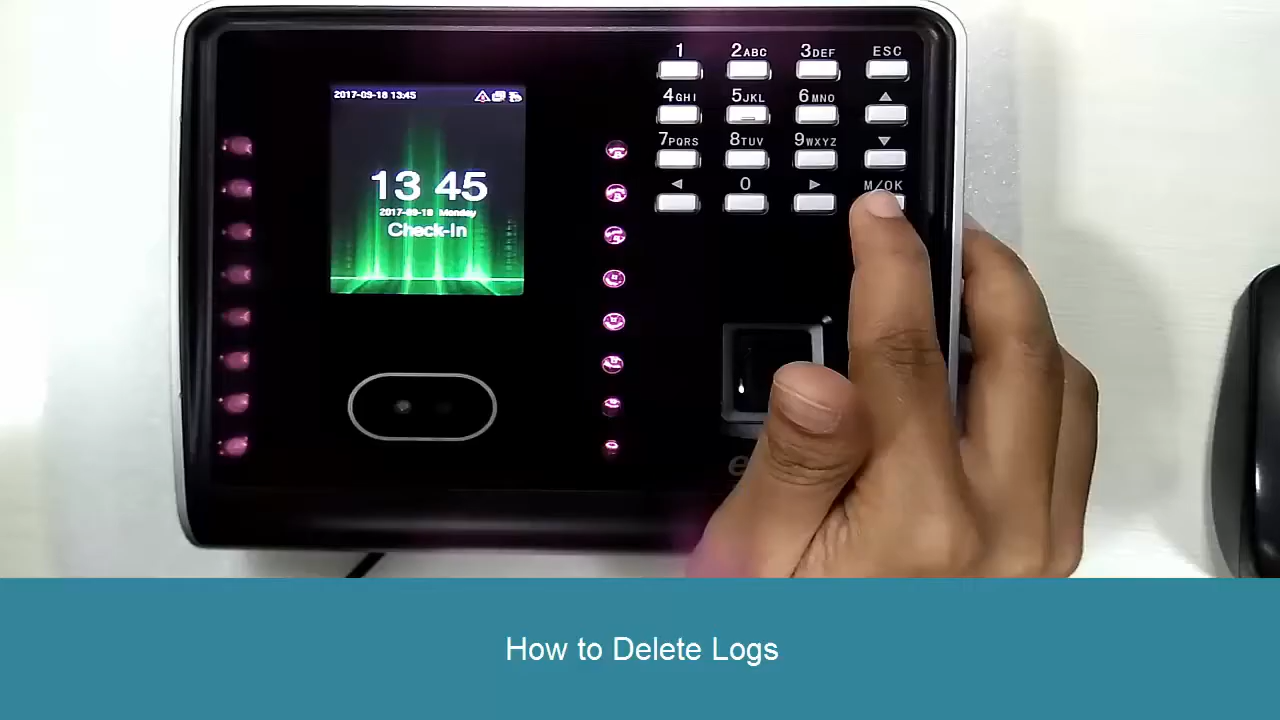 2017-09-18 13:45
13 45
2017-09-18 Monday
Check-In
1 2ABC 3DEF ESC
4GHI 5JKL 6MNO ▲
7PQRS 8TUV 9WXYZ ▼
◀ 0 ▶ M/OK
How to Delete Logs